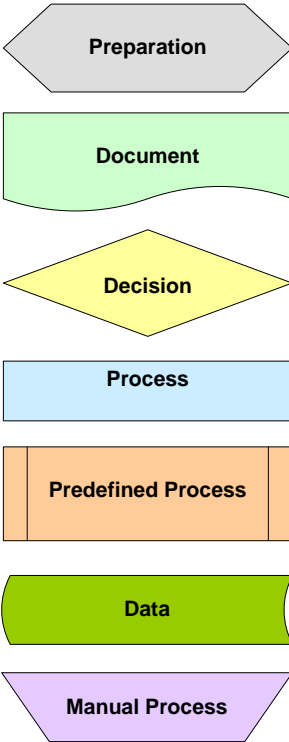 Preparation
Document
Decision
Process
Predefined Process
Data
Manual Process